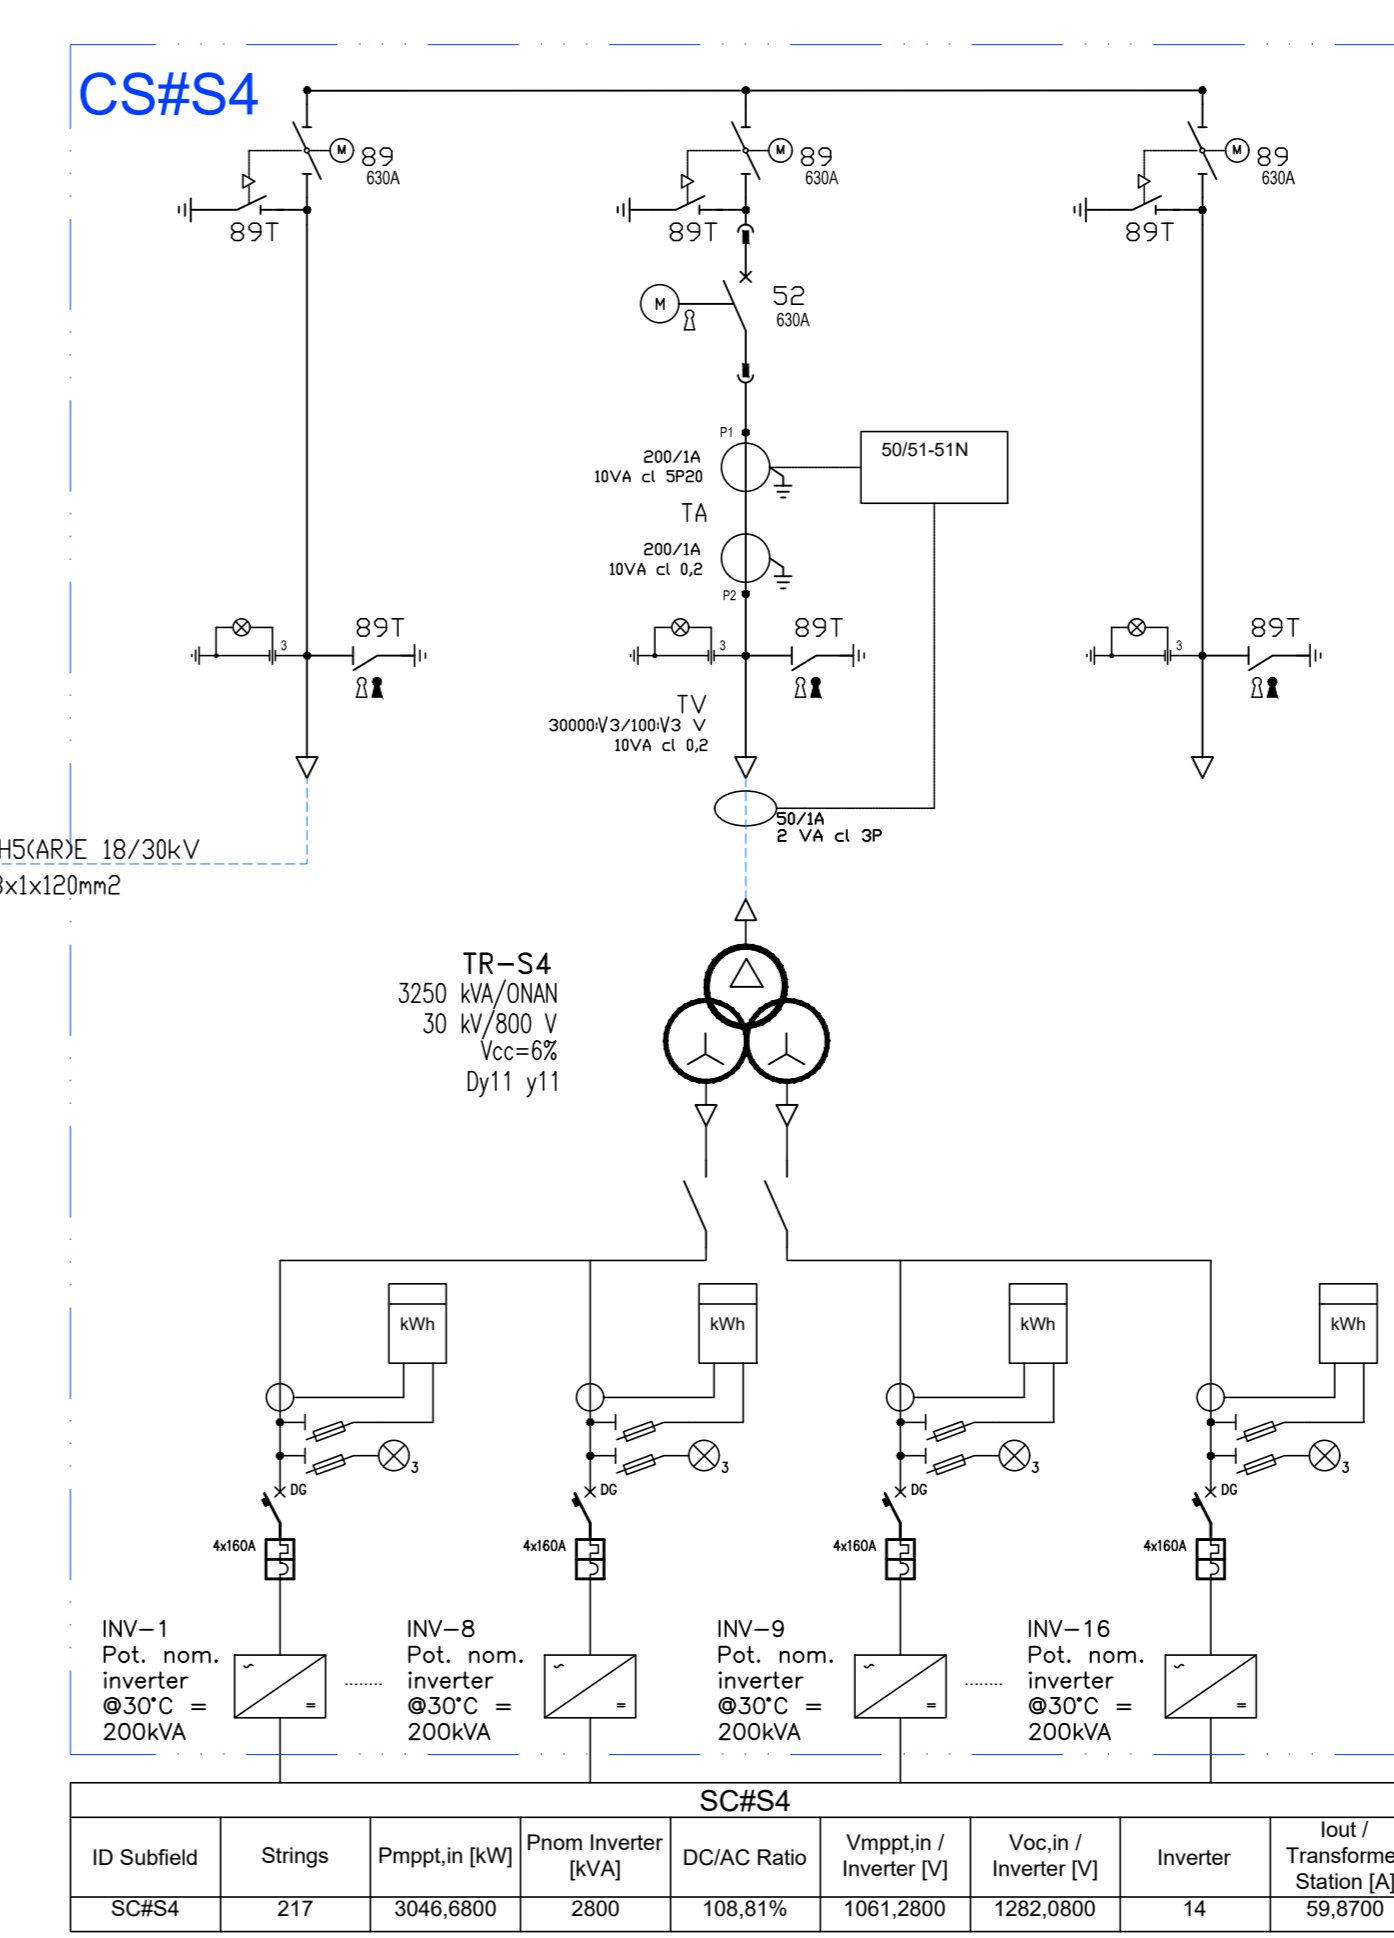 CS#S4
M 89
630A
89T
M 89
630A
89T
M 89
630A
89T
M
52
630A
P1
200/1A
10VA cl 5P20
50/51-51N
TA
200/1A
10VA cl 0,2
P2
3
89T
3
89T
3
89T
TV
30000:√3/100:√3 V
10VA cl 0,2
50/1A
2 VA cl 3P
H5(AR)E 18/30kV
3x1x120mm2
TR-S4
3250 kVA/ONAN
30 kV/800 V
Vcc=6%
Dy11 y11
kWh
kWh
kWh
kWh
3
3
3
3
DG
DG
DG
DG
4x160A
4x160A
4x160A
4x160A
INV-1
Pot. nom.
inverter
@30°C =
200kVA
~
=
........
INV-8
Pot. nom.
inverter
@30°C =
200kVA
~
=
INV-9
Pot. nom.
inverter
@30°C =
200kVA
~
=
........
INV-16
Pot. nom.
inverter
@30°C =
200kVA
~
=
SC#S4
ID Subfield
Strings
Pmppt,in [kW]
Pnom Inverter
[kVA]
DC/AC Ratio
Vmppt,in /
Inverter [V]
Voc,in /
Inverter [V]
Inverter
Iout /
Transforme
Station [A]
SC#S4 217 3046,6800 2800 108,81% 1061,2800 1282,0800 14 59,8700